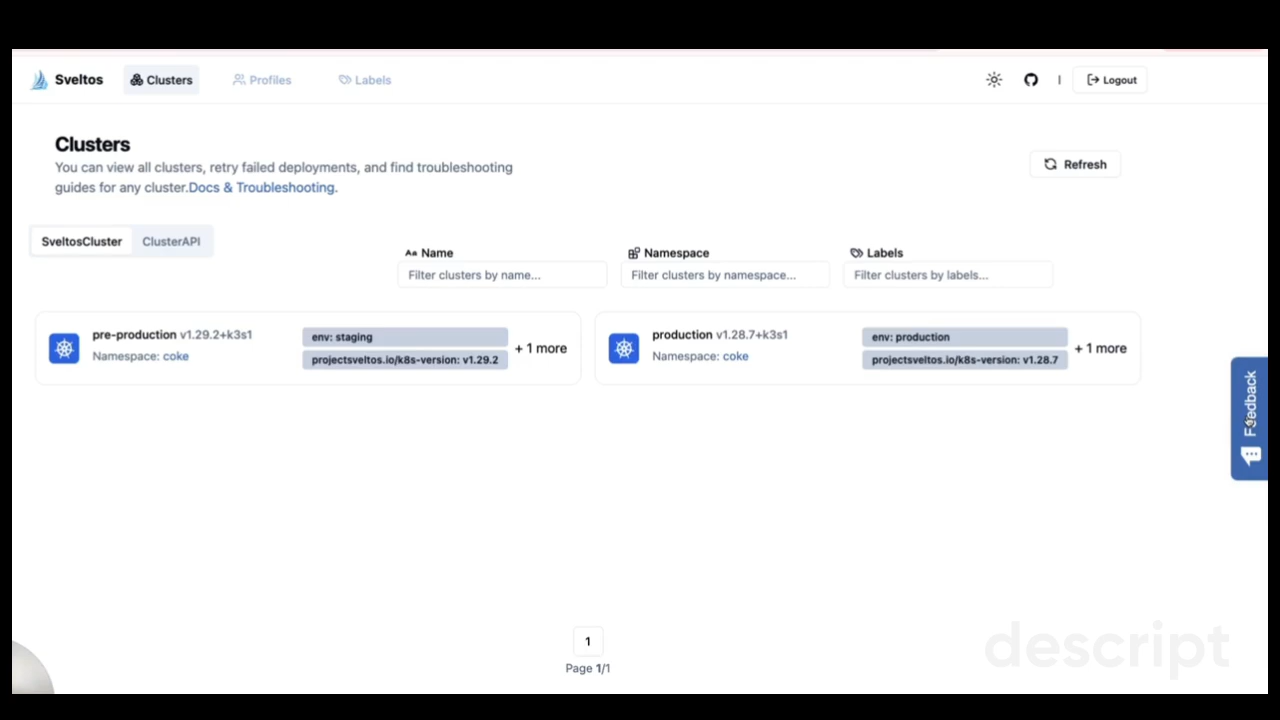 Sveltos
Clusters
Profiles
Labels
|
Logout
Clusters
You can view all clusters, retry failed deployments, and find troubleshooting
guides for any cluster.Docs & Troubleshooting.
Refresh
SveltosCluster
ClusterAPI
Aa Name
Filter clusters by name...
Namespace
Filter clusters by namespace...
Labels
Filter clusters by labels...
pre-production v1.29.2+k3s1
Namespace: coke
env: staging
projectsveltos.io/k8s-version: v1.29.2
+ 1 more
production v1.28.7+k3s1
Namespace: coke
env: production
projectsveltos.io/k8s-version: v1.28.7
+ 1 more
Feedback
1
Page 1/1
descript